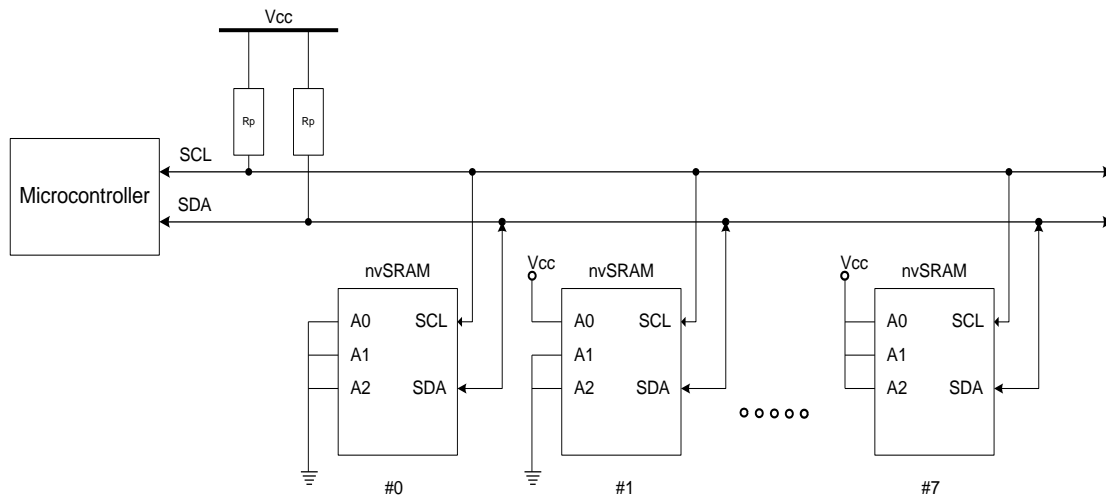 Vcc
Rp Rp
SCL
Microcontroller
SDA
nvSRAM Vcc nvSRAM Vcc nvSRAM
A0 SCL A0 SCL A0 SCL
A1 A1 A1
A2 SDA A2 SDA A2 SDA
#0 #1 #7